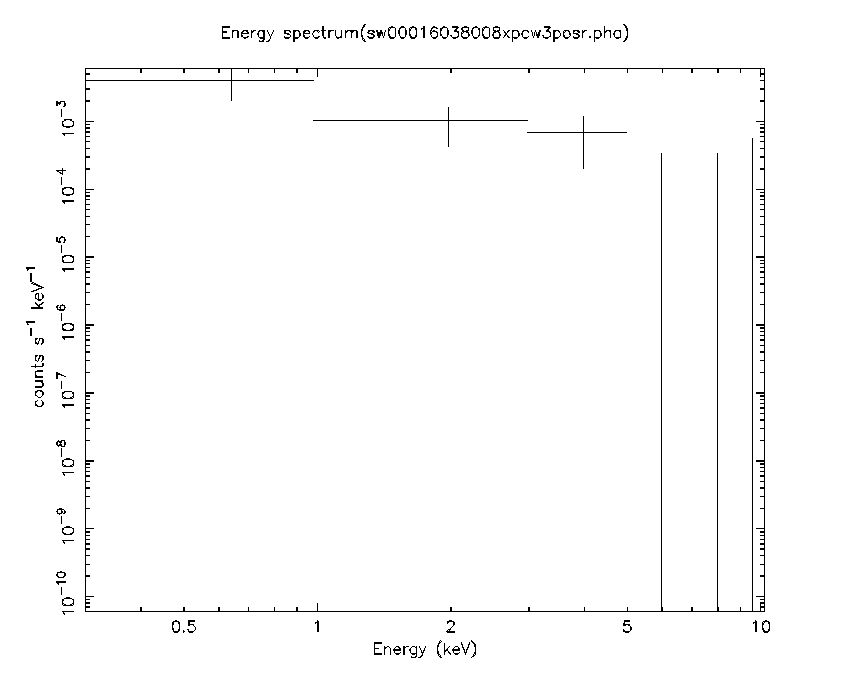 Energy spectrum(sw00016038008xpcw3posr.pha)
counts s⁻¹ keV⁻¹
10⁻³
10⁻⁴
10⁻⁵
10⁻⁶
10⁻⁷
10⁻⁸
10⁻⁹
10⁻¹⁰
0.5 1 2 5 10
Energy (keV)